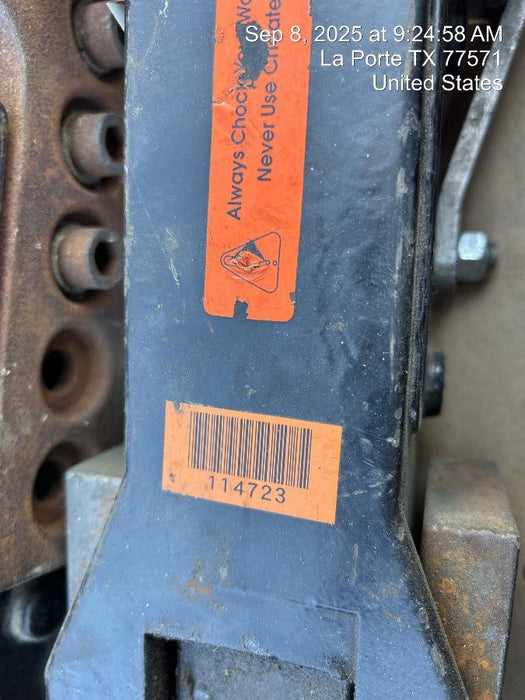 Sep 8, 2025 at 9:24:58 AM
La Porte TX 77571
United States
Always Chock
Never Use
114723